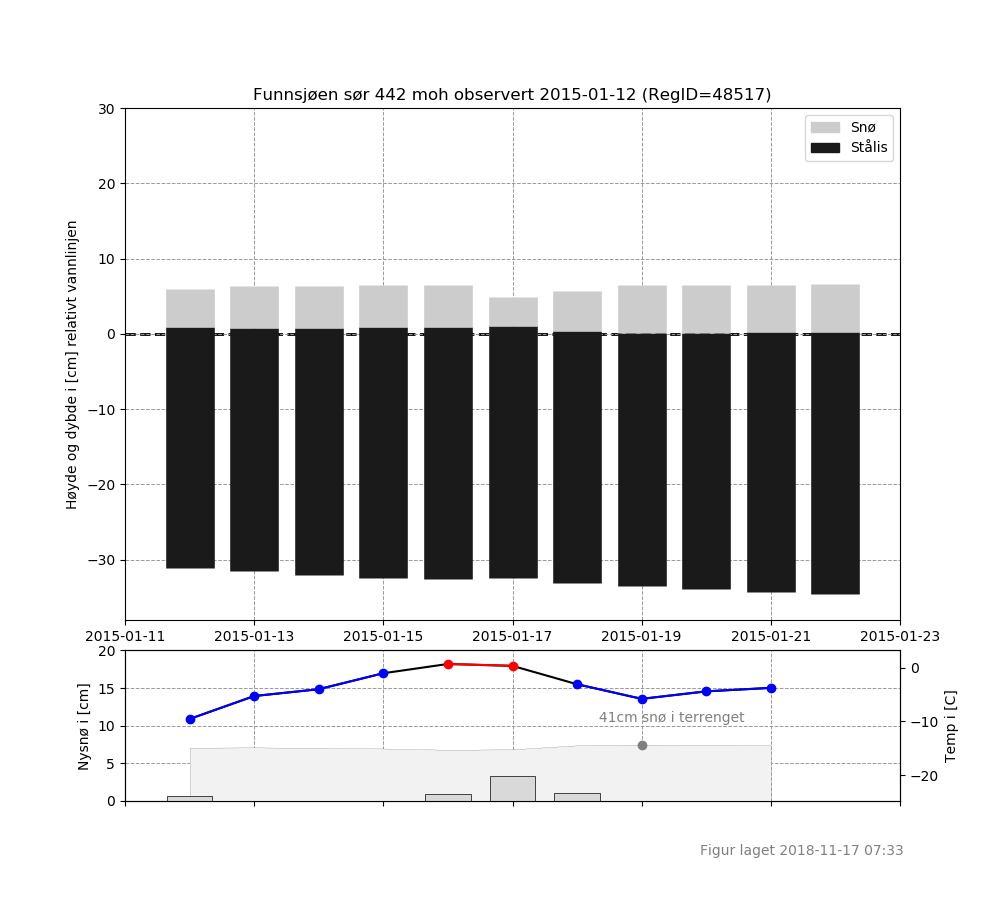 Funnsjøen sør 442 moh observert 2015-01-12 (RegID=48517)
30
20
10
0
−10
−20
−30
Høyde og dybde i [cm] relativt vannlinjen
Snø
Stålis
2015-01-11 2015-01-13 2015-01-15 2015-01-17 2015-01-19 2015-01-21 2015-01-23
20
15
10
5
0
Nysnø i [cm]
41cm snø i terrenget
0
−10
−20
Temp i [C]
Figur laget 2018-11-17 07:33